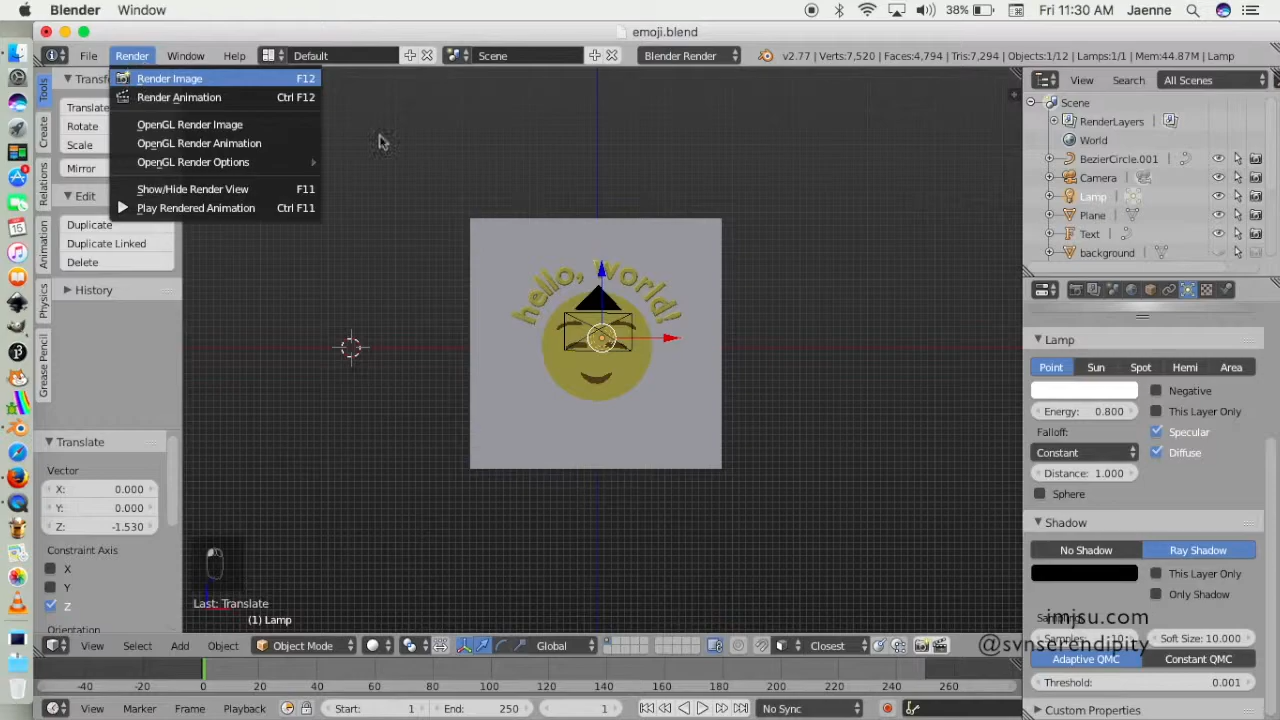 Blender Window 38% Fri 11:30 AM Jaenne
emoji.blend
File Render Window Help Default Scene Blender Render v2.77 | Verts:7,520 | Faces:4,794 | Tris:7,294 | Objects:1/12 | Lamps:1/1 | Mem:44.87M | Lamp
Render Image F12
Render Animation Ctrl F12
OpenGL Render Image
OpenGL Render Animation
OpenGL Render Options
Show/Hide Render View F11
Play Rendered Animation Ctrl F11
Tools
Create
Relations
Animation
Physics
Grease Pencil
Transf
Translate
Rotate
Scale
Mirror
Edit
Duplicate
Duplicate Linked
Delete
History
Translate
Vector
X: 0.000
Y: 0.000
Z: -1.530
Constraint Axis
X
Y
Z
Orientation
hello, World!
Last: Translate
(1) Lamp
View Select Add Object Object Mode Global Closest
-40 -20 0 20 40 60 80 100 120 140 160 180 200 220 240 260
View Marker Frame Playback Start: 1 End: 250 1 No Sync
View Search All Scenes
Scene
RenderLayers
World
BezierCircle.001
Camera
Lamp
Plane
Text
background
Lamp
Point Sun Spot Hemi Area
Negative
Energy: 0.800 This Layer Only
Falloff: Specular
Constant Diffuse
Distance: 1.000
Sphere
Shadow
No Shadow Ray Shadow
This Layer Only
Only Shadow
imjsu.com
Soft Size: 10.000
@svnserendipity
Adaptive QMC Constant QMC
Threshold: 0.001
Custom Properties